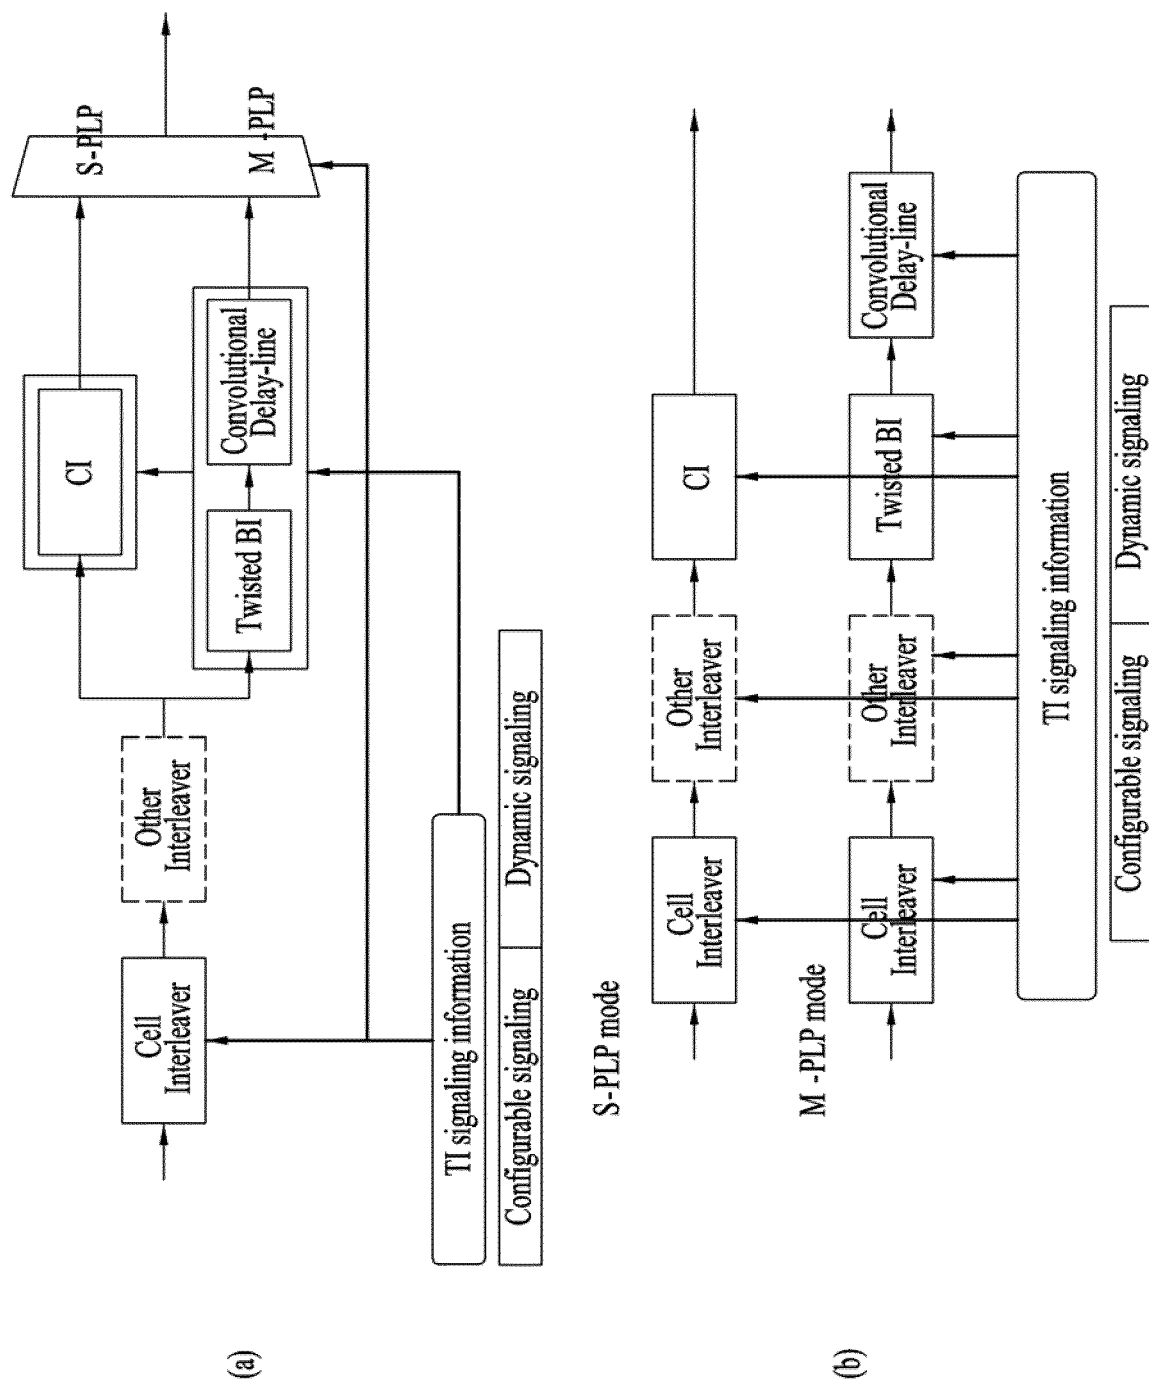 Cell
Interleaver
Other
Interleaver
CI
Twisted BI
Convolutional
Delay-line
S-PLP
M -PLP
TI signaling information
Configurable signaling
Dynamic signaling
(a)
S-PLP mode
Cell
Interleaver
Other
Interleaver
CI
M -PLP mode
Cell
Interleaver
Other
Interleaver
Twisted BI
Convolutional
Delay-line
TI signaling information
Configurable signaling
Dynamic signaling
(b)